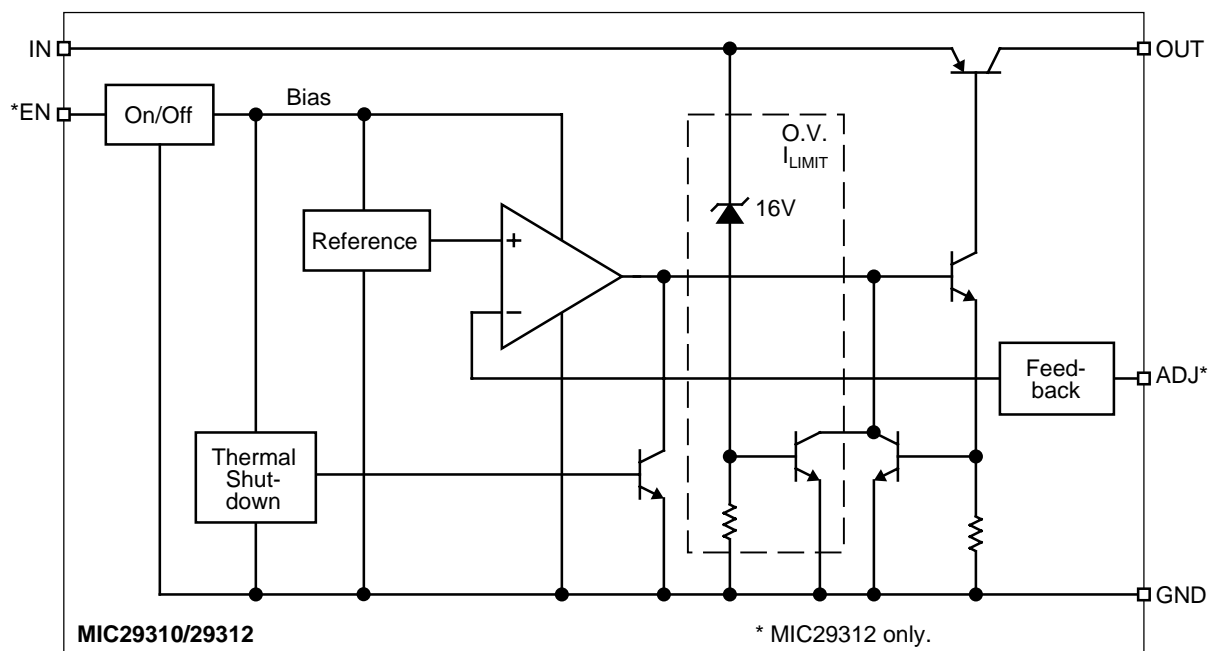 IN
OUT
*EN
On/Off
Bias
O.V.
I_LIMIT
16V
Reference
+
−
Feed-
back
ADJ*
Thermal
Shut-
down
GND
MIC29310/29312
* MIC29312 only.